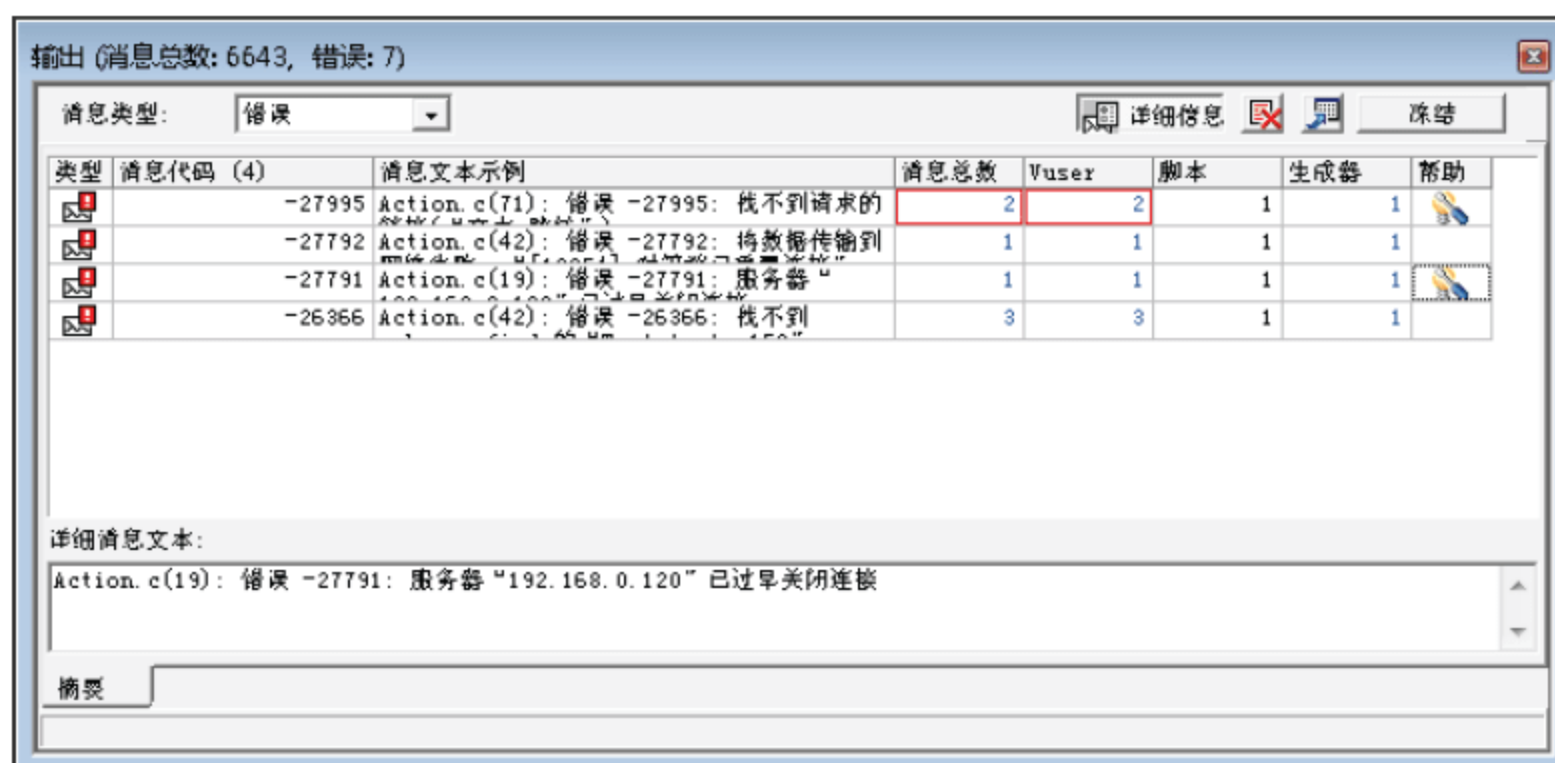 输出 (消息总数: 6643, 错误: 7)
消息类型: 错误 详细信息 冻结
类型 消息代码 (4) 消息文本示例 消息总数 Vuser 脚本 生成器 帮助
-27995 Action.c(71): 错误 -27995: 找不到请求的 2 2 1 1
-27792 Action.c(42): 错误 -27792: 将数据传输到 1 1 1 1
-27791 Action.c(19): 错误 -27791: 服务器 " 1 1 1 1
-26366 Action.c(42): 错误 -26366: 找不到 3 3 1 1
详细消息文本:
Action.c(19): 错误 -27791: 服务器 "192.168.0.120" 已过早关闭连接
摘要